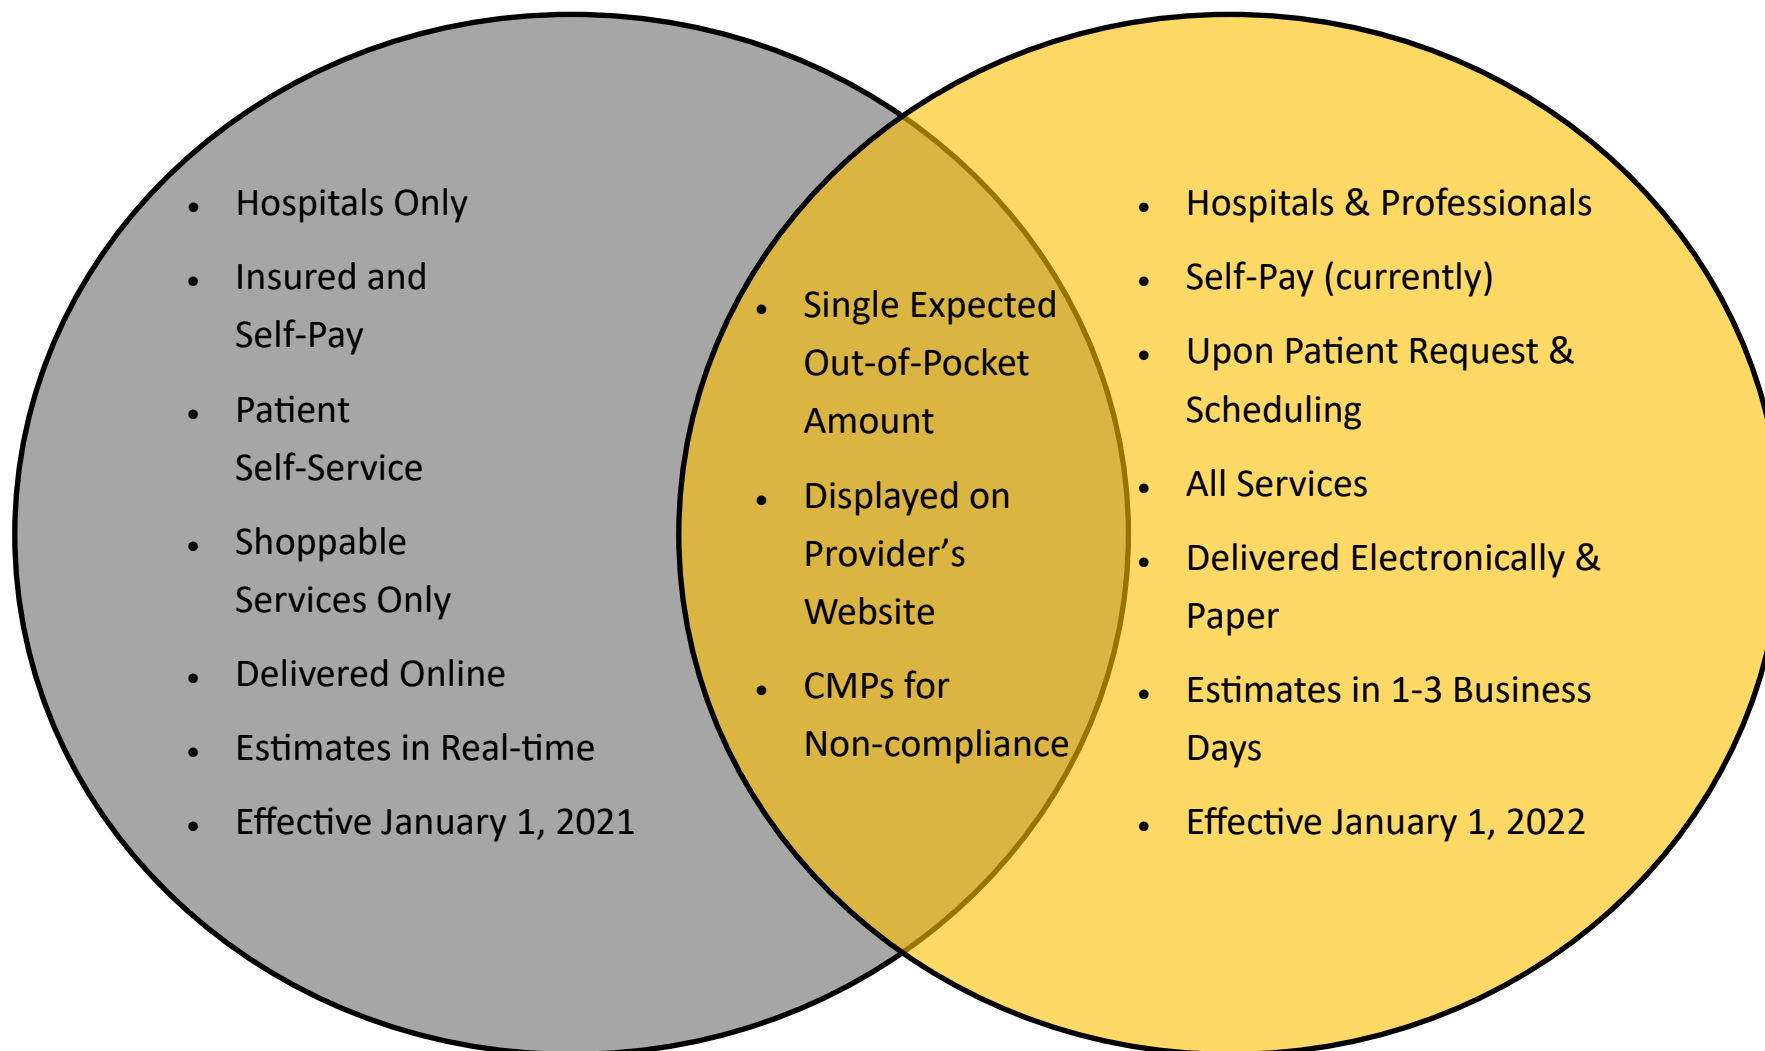 • Hospitals Only
• Insured and
Self-Pay
• Patient
Self-Service
• Shoppable
Services Only
• Delivered Online
• Estimates in Real-time
• Effective January 1, 2021
• Single Expected
Out-of-Pocket
Amount
• Displayed on
Provider’s
Website
• CMPs for
Non-compliance
• Hospitals & Professionals
• Self-Pay (currently)
• Upon Patient Request &
Scheduling
• All Services
• Delivered Electronically &
Paper
• Estimates in 1-3 Business
Days
• Effective January 1, 2022